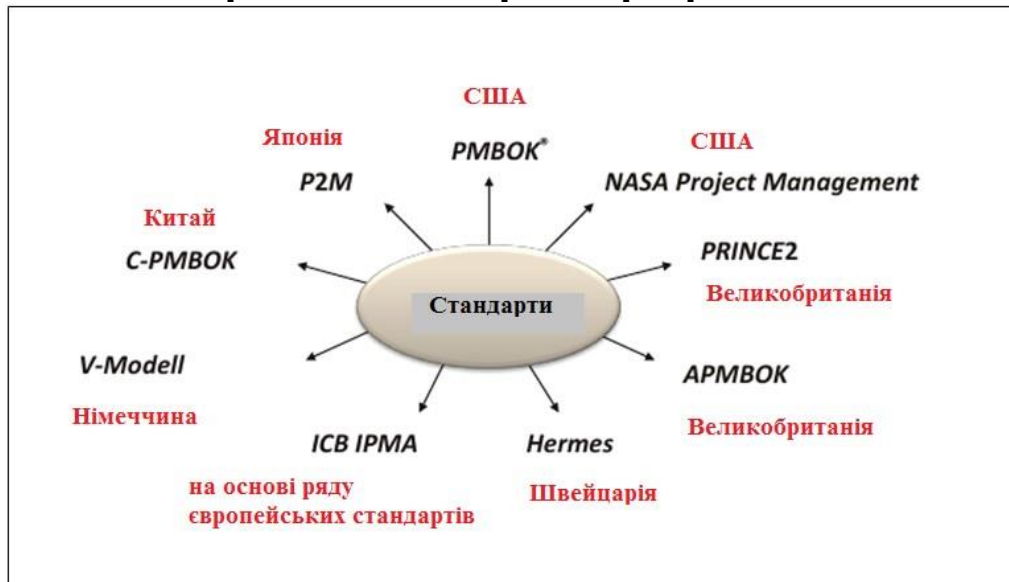 США
PMBOK®
Японія
P2M
США
NASA Project Management
Китай
C-PMBOK
PRINCE2
Великобританія
Стандарти
V-Modell
Німеччина
APMBOK
Великобританія
ICB IPMA
на основі ряду
європейських стандартів
Hermes
Швейцарія